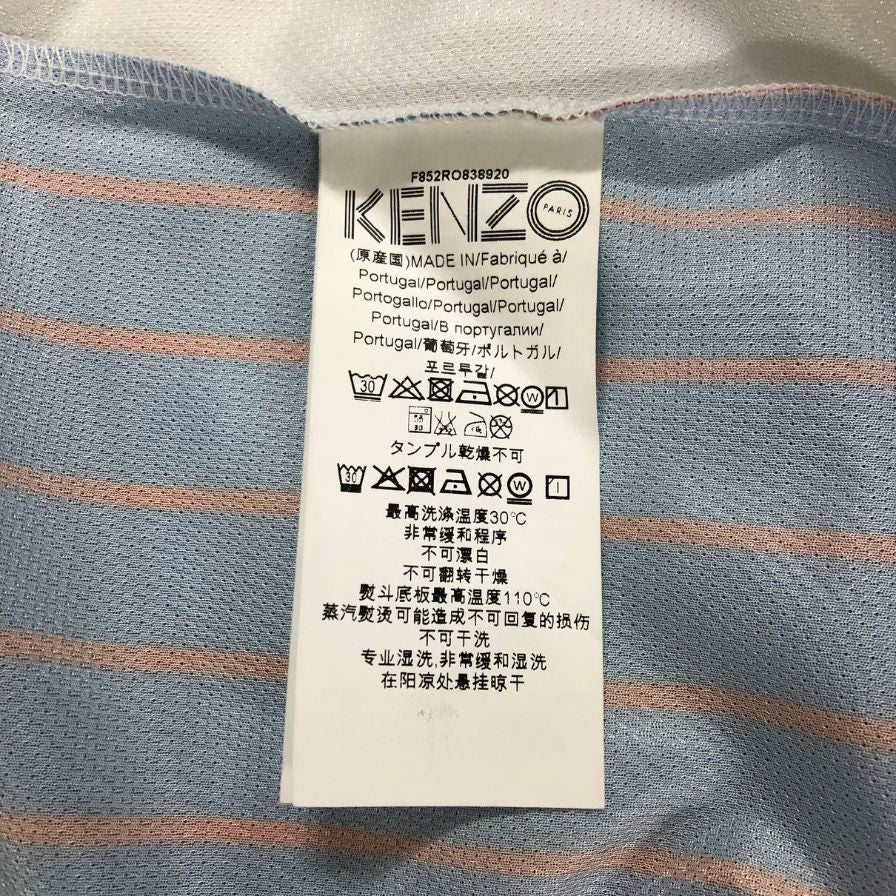 F852RO838920
KENZO
PARIS
(原産国)MADE IN/Fabriqué à/
Portugal/Portugal/Portugal/
Portogallo/Portugal/Portugal/
Portugal/В португалии/
Portugal/葡萄牙/ポルトガル/
포르투갈/
30 W
タンブル乾燥不可
30 W
最高洗涤温度30℃
非常缓和程序
不可漂白
不可翻转干燥
熨斗底板最高温度110℃
蒸汽熨烫可能造成不可回复的损伤
不可干洗
专业湿洗,非常缓和湿洗
在阳凉处悬挂晾干